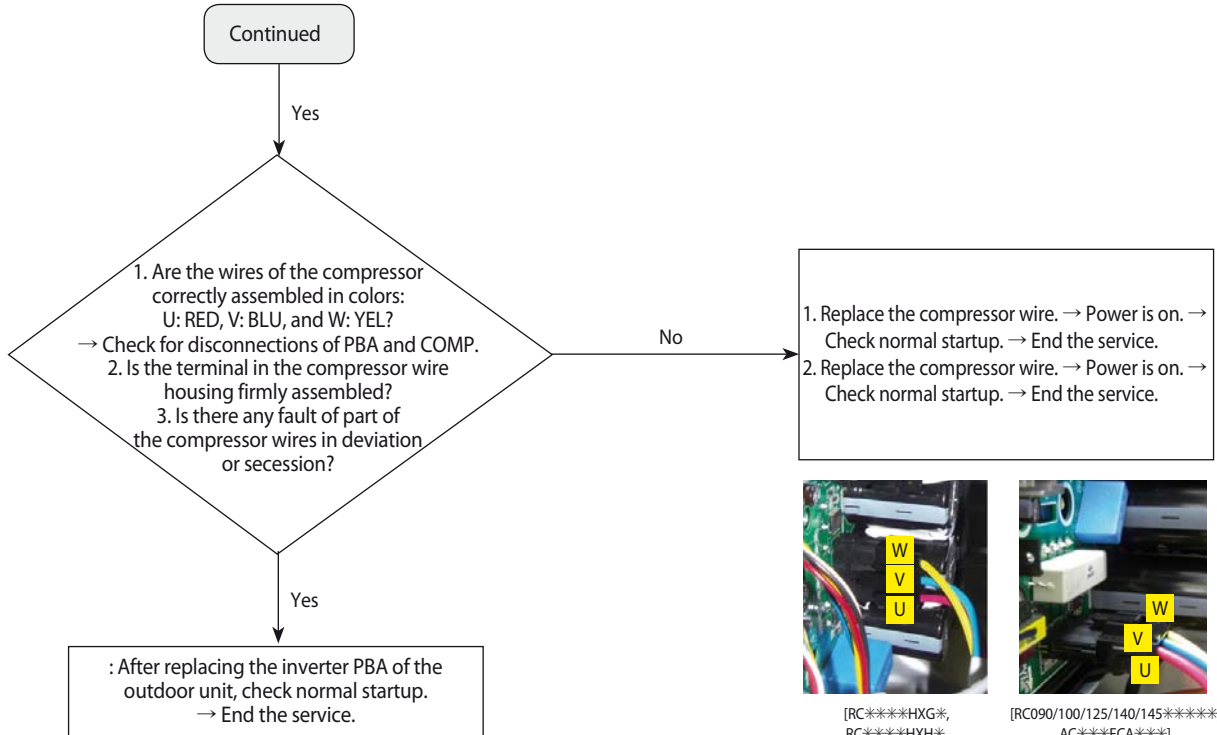 Continued
Yes
1. Are the wires of the compressor
correctly assembled in colors:
U: RED, V: BLU, and W: YEL?
→ Check for disconnections of PBA and COMP.
2. Is the terminal in the compressor wire
housing firmly assembled?
3. Is there any fault of part of
the compressor wires in deviation
or secession?
No
1. Replace the compressor wire. → Power is on. →
Check normal startup. → End the service.
2. Replace the compressor wire. → Power is on. →
Check normal startup. → End the service.
Yes
: After replacing the inverter PBA of the
outdoor unit, check normal startup.
→ End the service.
W
V
U
W
V
U
[RC✳✳✳✳HXG✳,
RC✳✳✳✳HXH✳
[RC090/100/125/140/145✳✳✳✳✳
AC✳✳✳FCA✳✳✳]